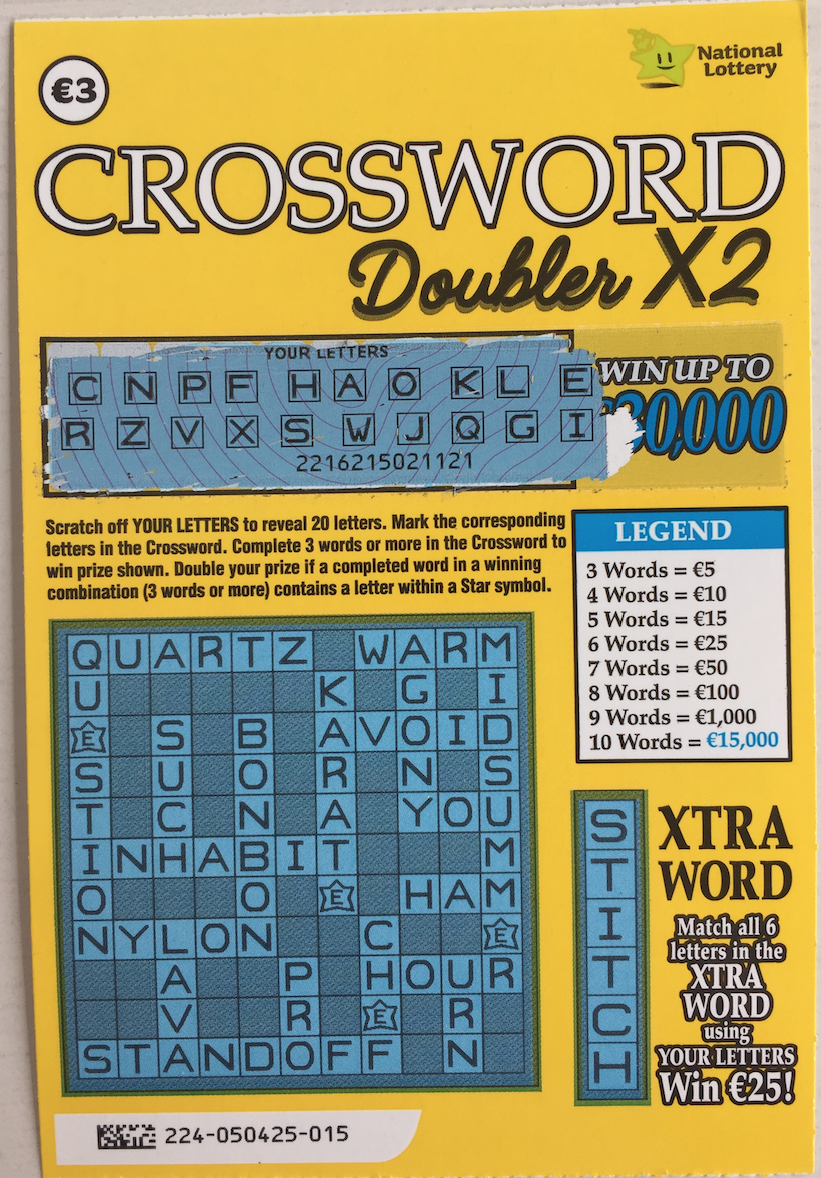 €3
National
Lottery
CROSSWORD
Doubler X2
YOUR LETTERS
C N P F H A O K L E
R Z V X S W J Q G I
2216215021121
WIN UP TO
Scratch off YOUR LETTERS to reveal 20 letters. Mark the corresponding
letters in the Crossword. Complete 3 words or more in the Crossword to
win prize shown. Double your prize if a completed word in a winning
combination (3 words or more) contains a letter within a Star symbol.
LEGEND
3 Words = €5
4 Words = €10
5 Words = €15
6 Words = €25
7 Words = €50
8 Words = €100
9 Words = €1,000
10 Words = €15,000
Q U A R T Z W A R M
U K G I
E S B A V O I D
S U O R N S
T C N A Y O U
I N H A B I T M
O O E H A M
N Y L O N C E
A P H O U R
V R E R
S T A N D O F F N
S
T
I
T
C
H
XTRA
WORD
Match all 6
letters in the
XTRA
WORD
using
YOUR LETTERS
Win €25!
224-050425-015